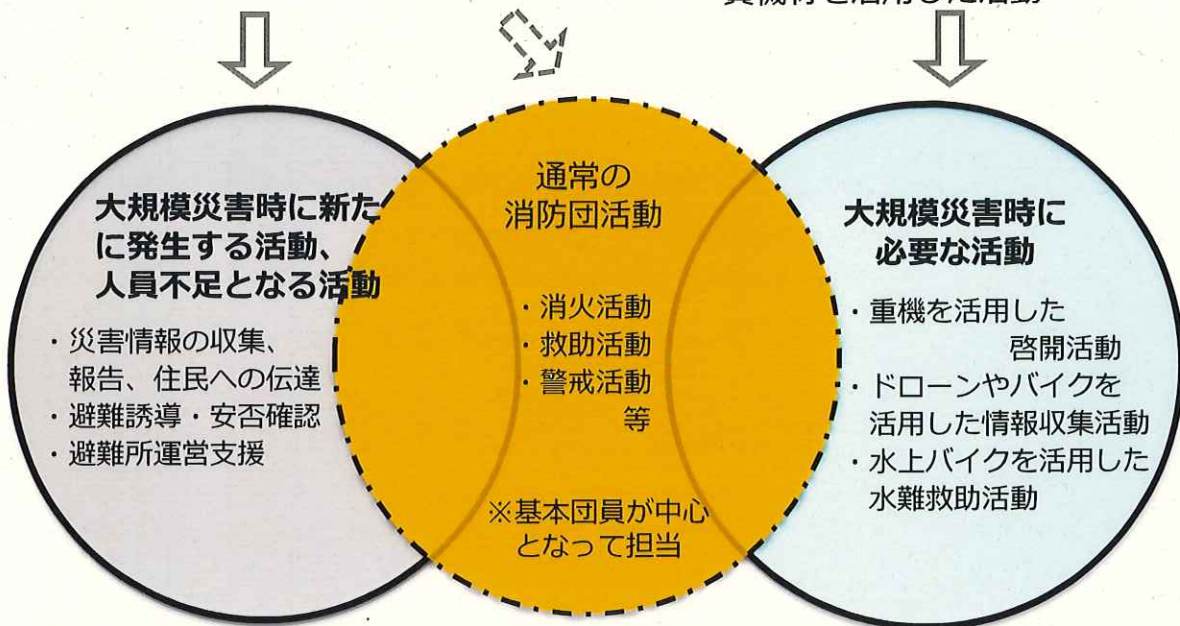 通常の
消防団活動
大規模災害時に新た
に発生する活動、
人員不足となる活動
・災害情報の収集、
報告、住民への伝達
・避難誘導・安否確認
・避難所運営支援
・消火活動
・救助活動
・警戒活動
等
※基本団員が中心
となって担当
大規模災害時に
必要な活動
・重機を活用した
啓開活動
・ドローンやバイクを
活用した情報収集活動
・水上バイクを活用した
水難救助活動